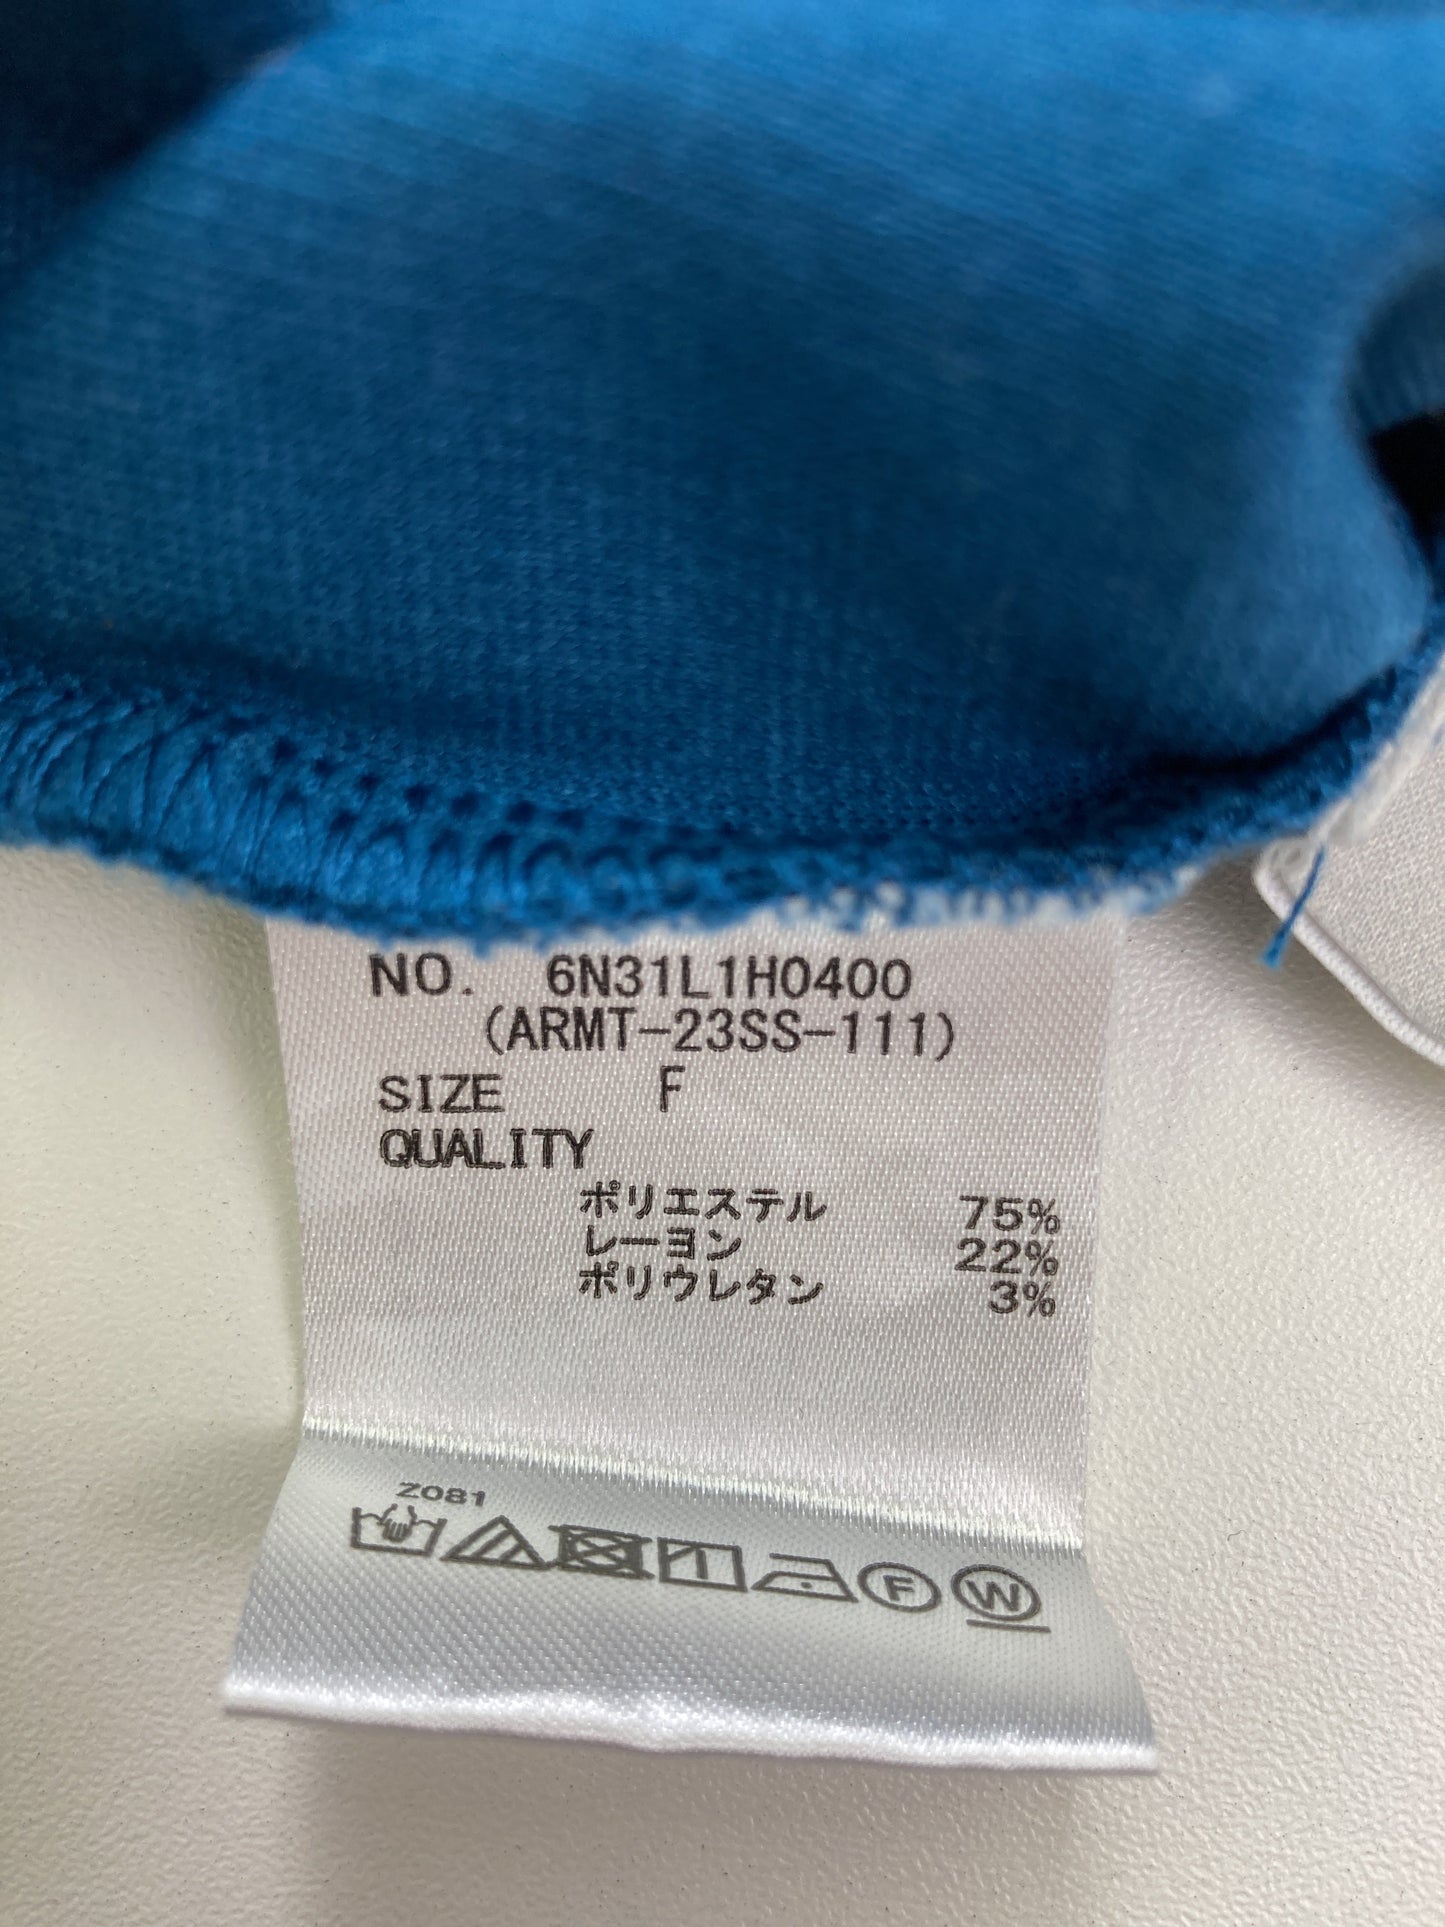 NO. 6N31L1H0400
(ARMT-23SS-111)
SIZE F
QUALITY
ポリエステル 75%
レーヨン 22%
ポリウレタン 3%
Z081
F W